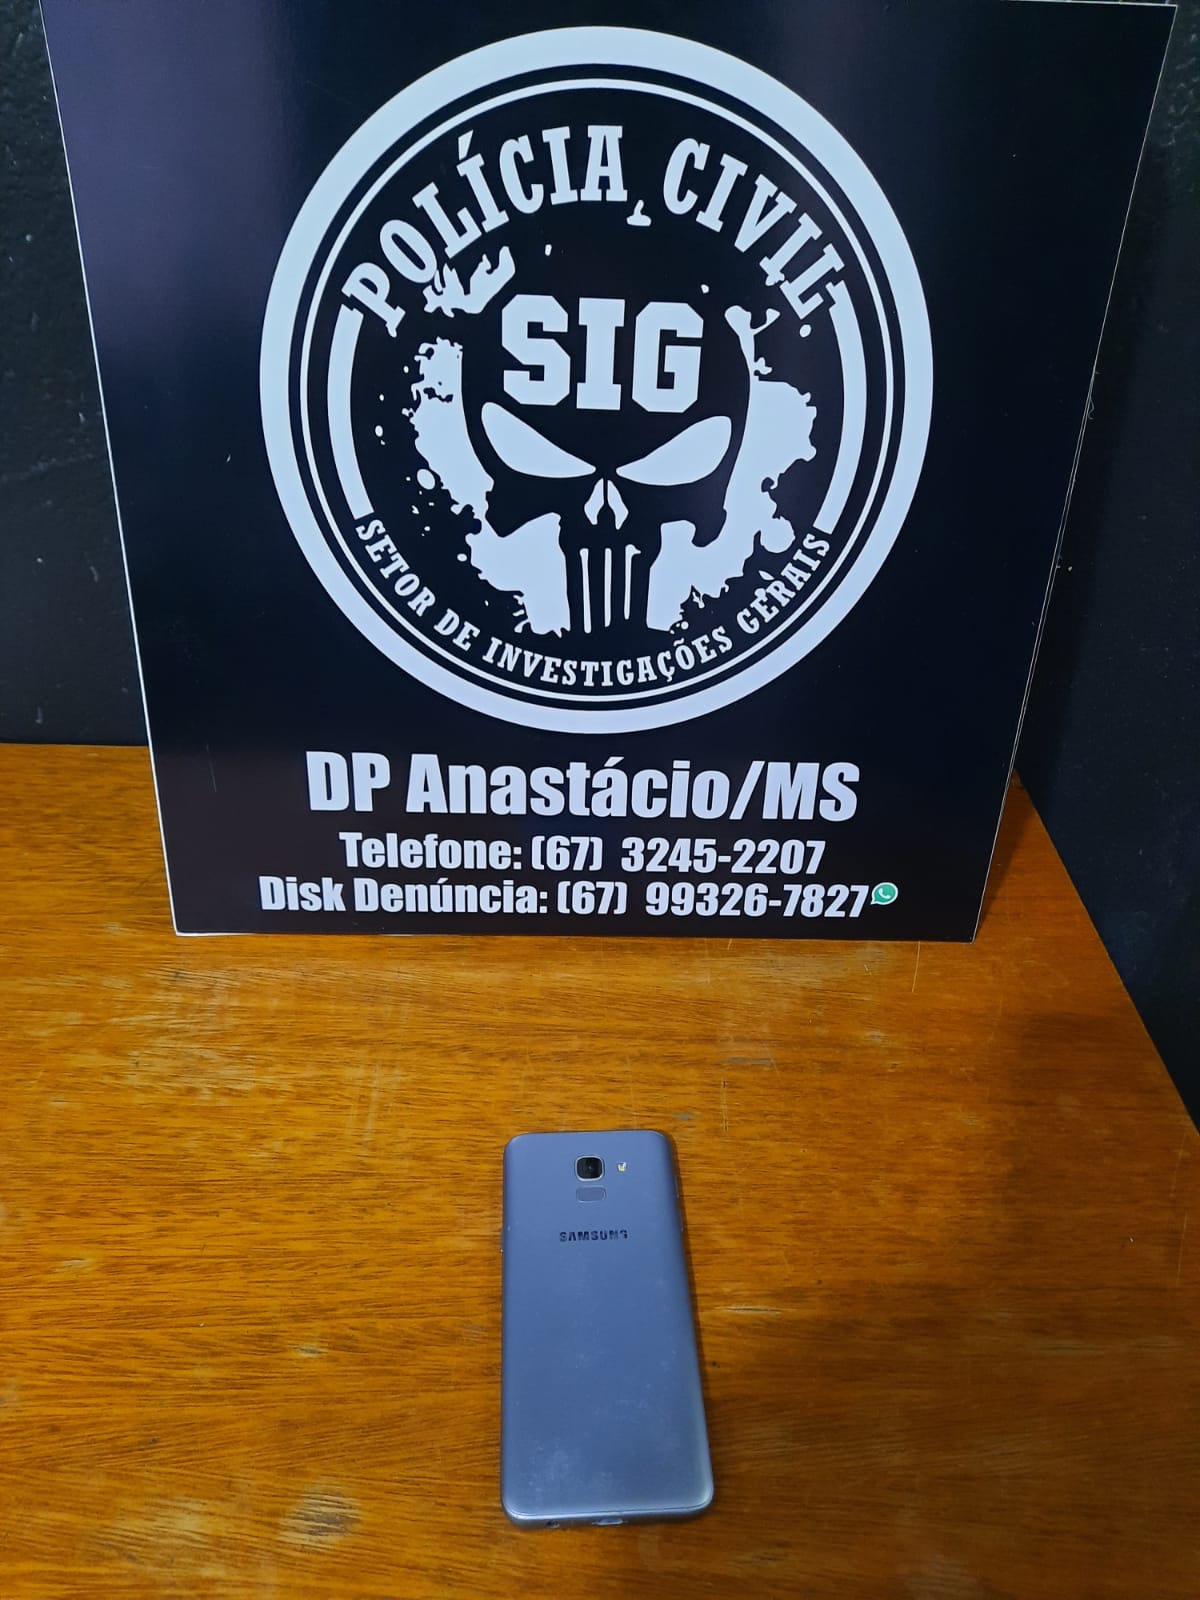 POLÍCIA CIVIL
SIG
SETOR DE INVESTIGAÇÕES GERAIS
DP Anastácio/MS
Telefone: (67) 3245-2207
Disk Denúncia: (67) 99326-7827
SAMSUNG